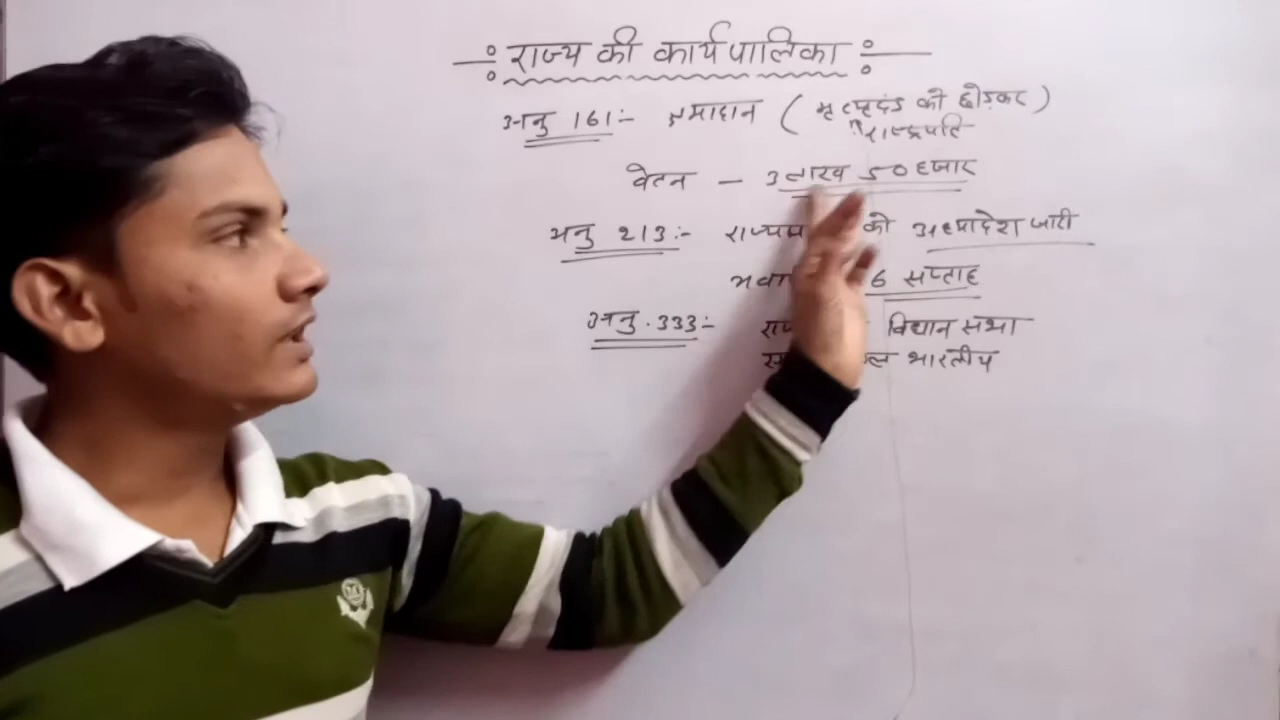 राज्य की कार्यपालिका
अनु 161:- क्षमादान ( मृत्युदंड को छोड़कर )
राष्ट्रपति
वेतन - 3 लाख 50 हजार
अनु 213:- को अध्यादेश जारी
6 सप्ताह
अनु. 333:- विधान सभा
भारतीय